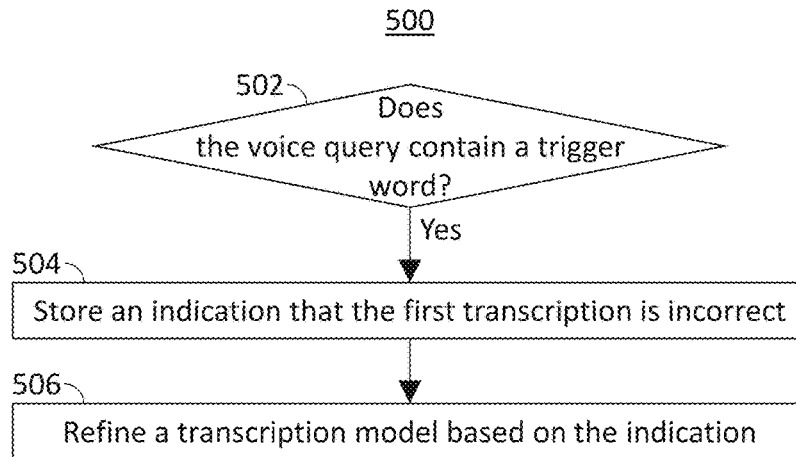 500
502
Does
the voice query contain a trigger
word?
Yes
504
Store an indication that the first transcription is incorrect
506
Refine a transcription model based on the indication